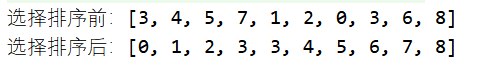 选择排序前: [3, 4, 5, 7, 1, 2, 0, 3, 6, 8]
选择排序后: [0, 1, 2, 3, 3, 4, 5, 6, 7, 8]